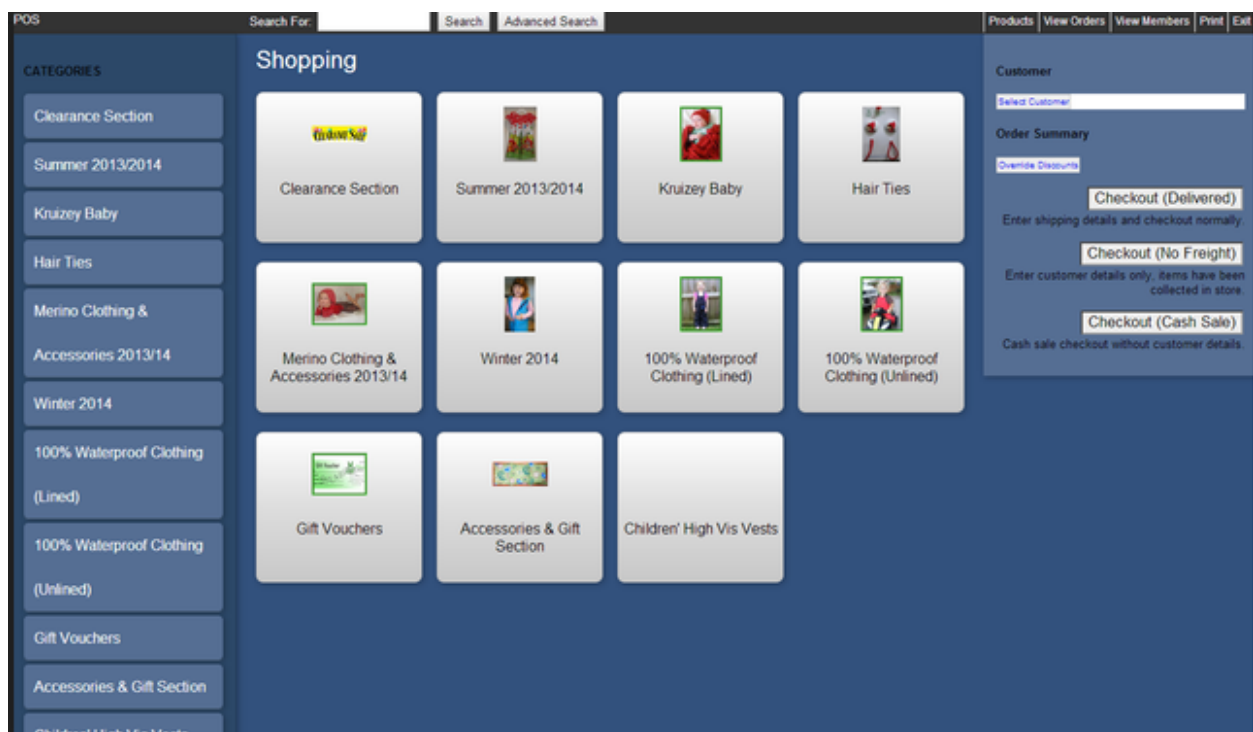 POS
Search For:
Search
Advanced Search
Products
View Orders
View Members
Print
Exit
CATEGORIES
Clearance Section
Summer 2013/2014
Kruizey Baby
Hair Ties
Merino Clothing &
Accessories 2013/14
Winter 2014
100% Waterproof Clothing
(Lined)
100% Waterproof Clothing
(Unlined)
Gift Vouchers
Accessories & Gift Section
Children' High Vis Vests
Shopping
Clearance Section
Summer 2013/2014
Kruizey Baby
Hair Ties
Merino Clothing &
Accessories 2013/14
Winter 2014
100% Waterproof
Clothing (Lined)
100% Waterproof
Clothing (Unlined)
Gift Vouchers
Accessories & Gift
Section
Children' High Vis Vests
Customer
Select Customer
Order Summary
Override Discounts
Checkout (Delivered)
Enter shipping details and checkout normally.
Checkout (No Freight)
Enter customer details only, items have been
collected in store.
Checkout (Cash Sale)
Cash sale checkout without customer details.